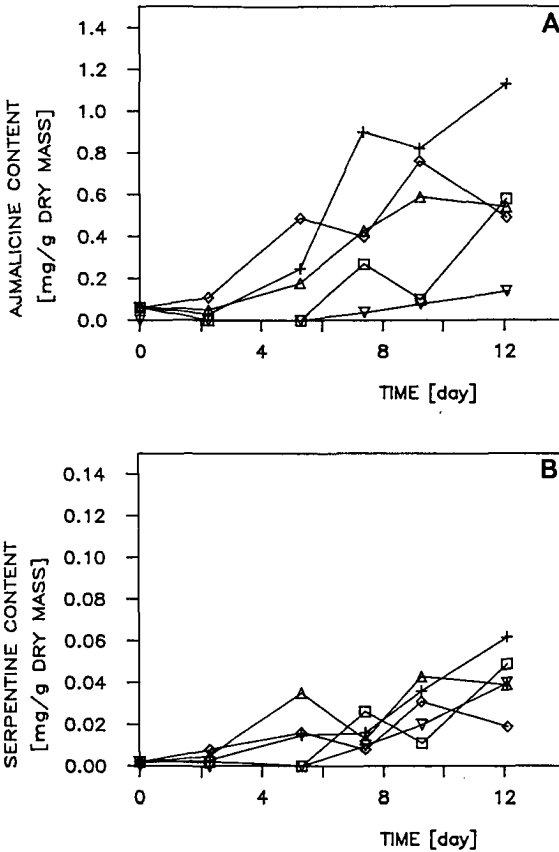 A
1.4
1.2
1.0
0.8
0.6
0.4
0.2
0.0
AJMALICINE CONTENT
[mg/g DRY MASS]
0 4 8 12
TIME [day]
B
0.14
0.12
0.10
0.08
0.06
0.04
0.02
0.00
SERPENTINE CONTENT
[mg/g DRY MASS]
0 4 8 12
TIME [day]